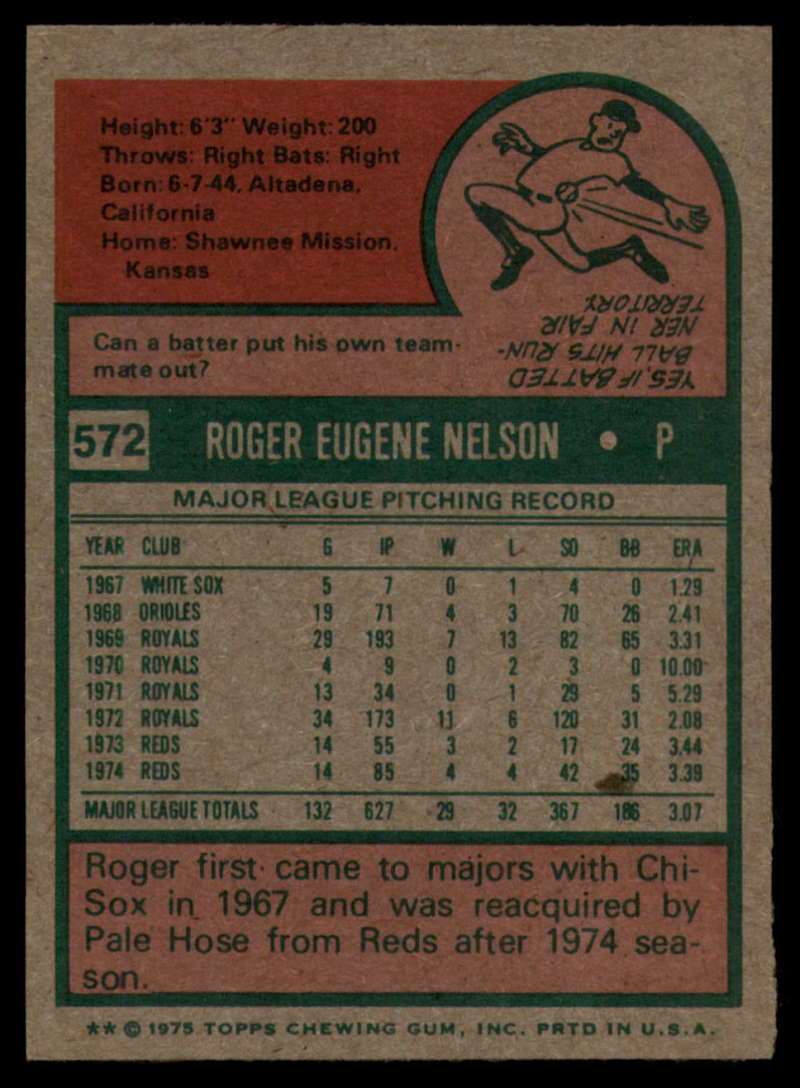 Height: 6'3" Weight: 200
Throws: Right Bats: Right
Born: 6-7-44, Altadena,
California
Home: Shawnee Mission,
Kansas
Can a batter put his own team-
mate out?
YES, IF BATTED
BALL HITS RUN-
NER IN FAIR
TERRITORY.
572 ROGER EUGENE NELSON • P
MAJOR LEAGUE PITCHING RECORD
YEAR CLUB G IP W L SO BB ERA
1967 WHITE SOX 5 7 0 1 4 0 1.29
1968 ORIOLES 19 71 4 3 70 26 2.41
1969 ROYALS 29 193 7 13 82 65 3.31
1970 ROYALS 4 9 0 2 3 0 10.00
1971 ROYALS 13 34 0 1 29 5 5.29
1972 ROYALS 34 173 11 6 120 31 2.08
1973 REDS 14 55 3 2 17 24 3.44
1974 REDS 14 85 4 4 42 35 3.39
MAJOR LEAGUE TOTALS 132 627 29 32 367 186 3.07
Roger first came to majors with Chi-
Sox in 1967 and was reacquired by
Pale Hose from Reds after 1974 sea-
son.
** © 1975 TOPPS CHEWING GUM, INC. PRTD IN U.S.A.